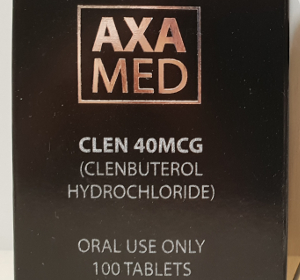 AXA
MED
CLEN 40MCG
(CLENBUTEROL
HYDROCHLORIDE)
ORAL USE ONLY
100 TABLETS